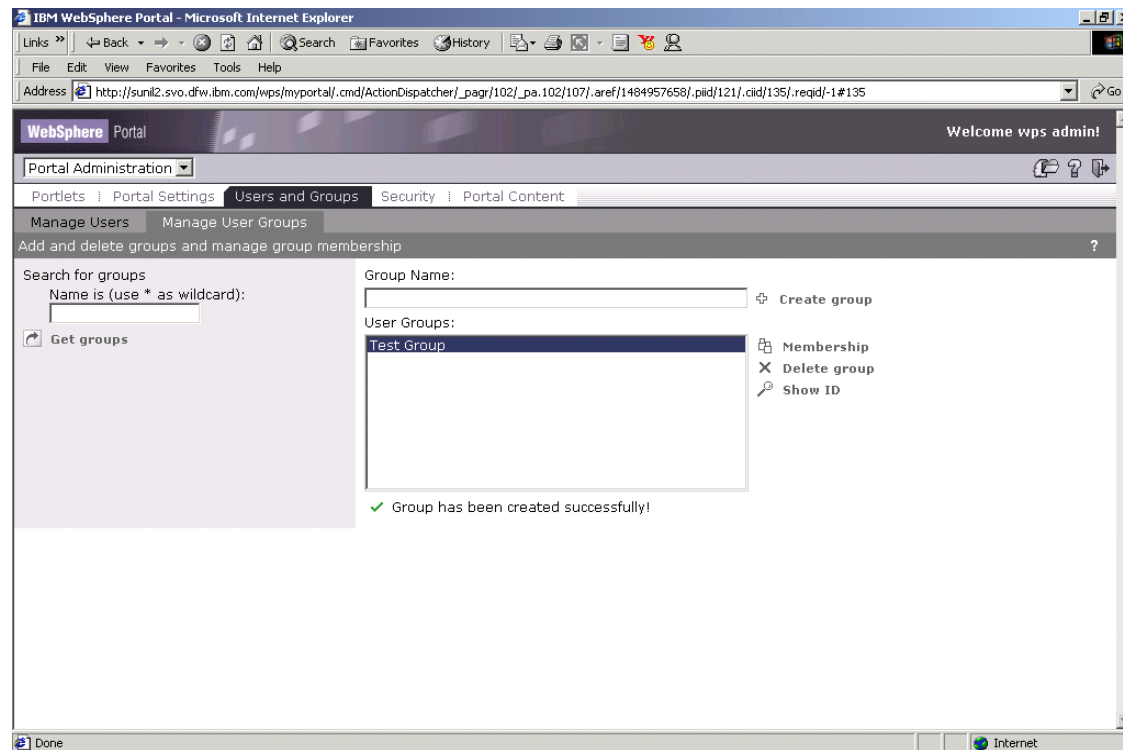 IBM WebSphere Portal - Microsoft Internet Explorer
Links » Back Search Favorites History
File Edit View Favorites Tools Help
Address http://sunil2.svo.dfw.ibm.com/wps/myportal/.cmd/ActionDispatcher/_pagr/102/_pa.102/107/.aref/1484957658/.piid/121/.ciid/135/.reqid/-1#135 Go
WebSphere Portal Welcome wps admin!
Portal Administration ?
Portlets Portal Settings Users and Groups Security Portal Content
Manage Users Manage User Groups
Add and delete groups and manage group membership ?
Search for groups
Name is (use * as wildcard):
Get groups
Group Name:
Create group
User Groups:
Test Group
Membership
Delete group
Show ID
Group has been created successfully!
Done Internet